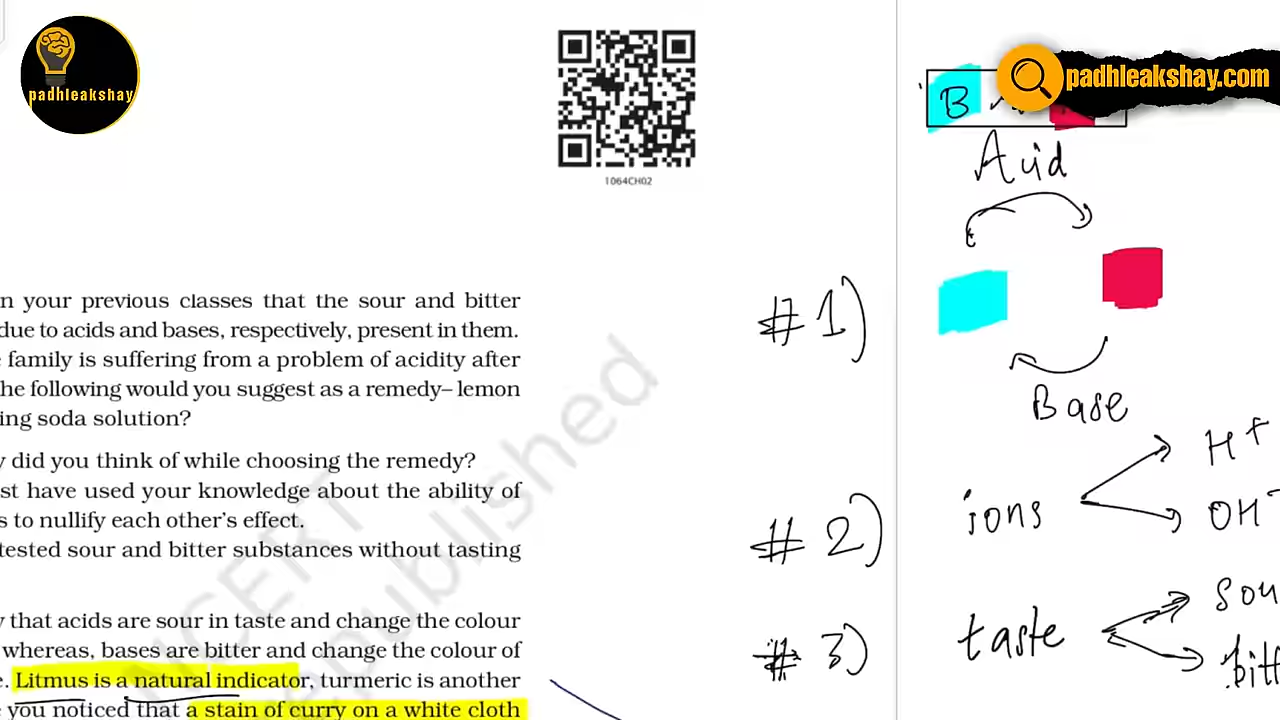 padhleakshay
padhleakshay.com
1064CH02
B
Acid
Base
n your previous classes that the sour and bitter
due to acids and bases, respectively, present in them.
family is suffering from a problem of acidity after
he following would you suggest as a remedy– lemon
ing soda solution?
did you think of while choosing the remedy?
st have used your knowledge about the ability of
s to nullify each other's effect.
tested sour and bitter substances without tasting
y that acids are sour in taste and change the colour
whereas, bases are bitter and change the colour of
e. Litmus is a natural indicator, turmeric is another
you noticed that a stain of curry on a white cloth
NCERT
republished
# 1)
# 2)
# 3)
ions
H+
OH-
taste
sou
bitt